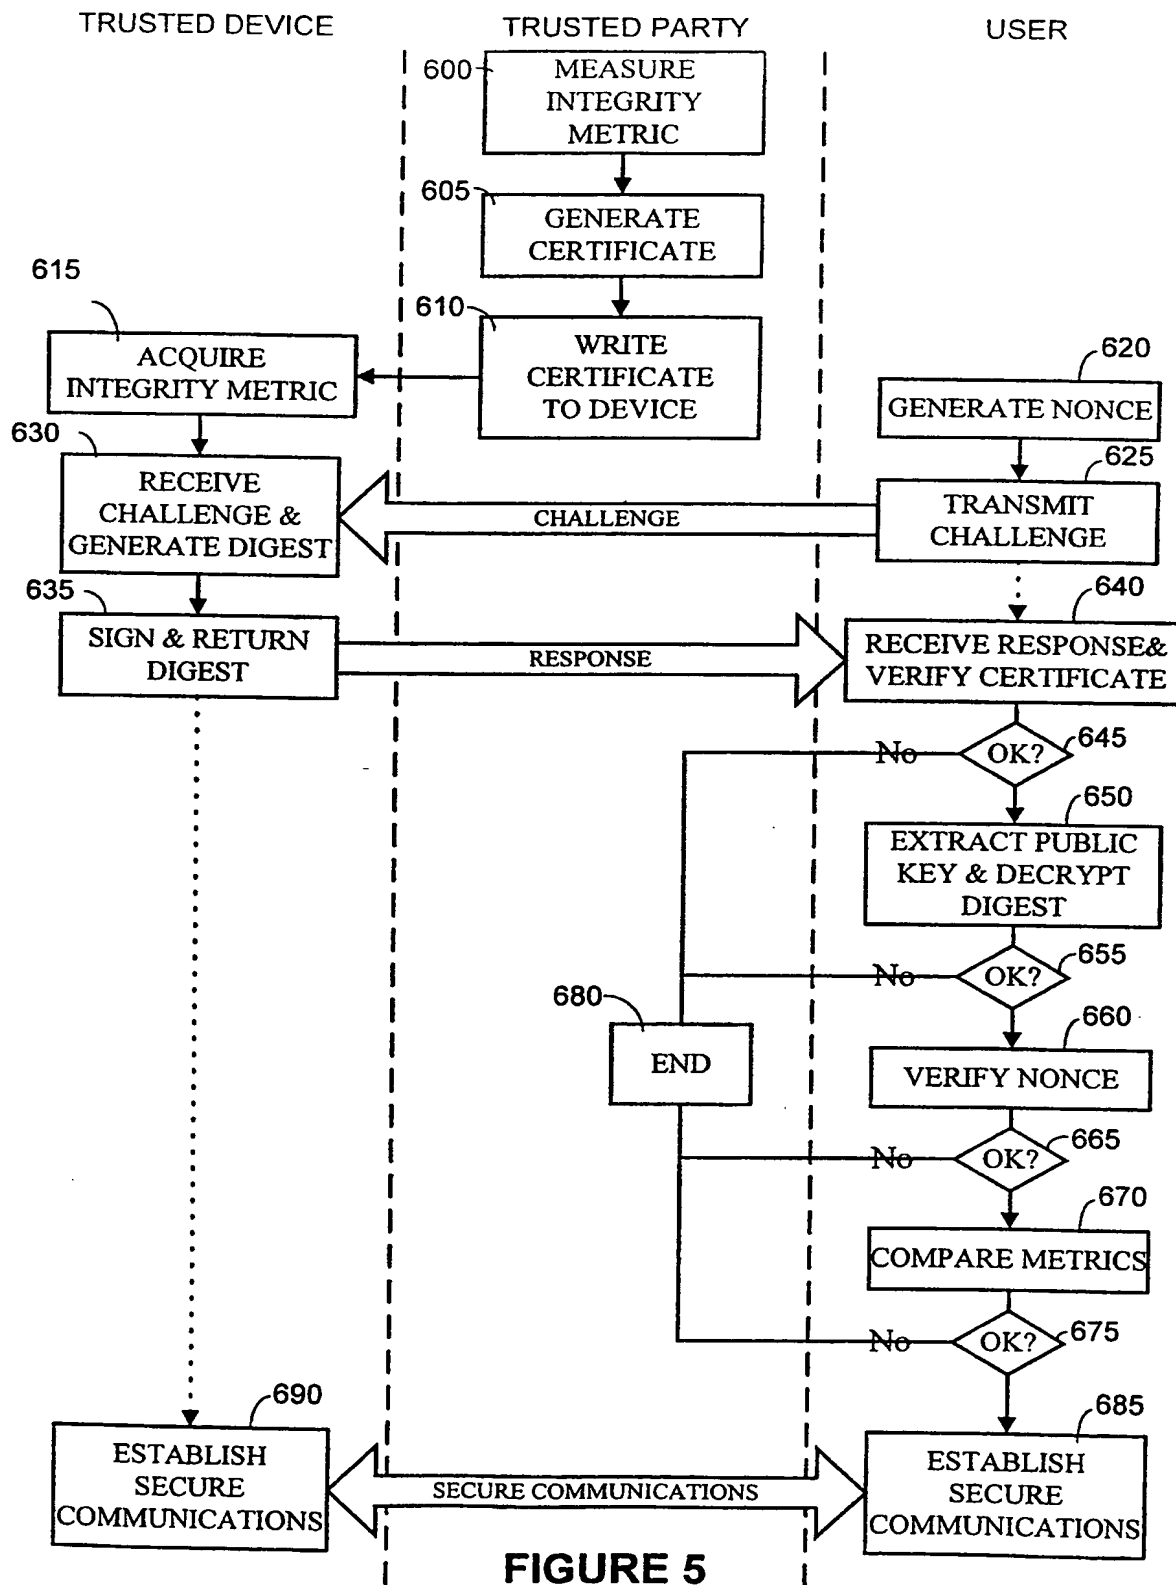 TRUSTED DEVICE
TRUSTED PARTY
USER
600
MEASURE
INTEGRITY
METRIC
605
GENERATE
CERTIFICATE
610
WRITE
CERTIFICATE
TO DEVICE
615
ACQUIRE
INTEGRITY METRIC
620
GENERATE NONCE
625
TRANSMIT
CHALLENGE
CHALLENGE
630
RECEIVE
CHALLENGE &
GENERATE DIGEST
635
SIGN & RETURN
DIGEST
RESPONSE
640
RECEIVE RESPONSE&
VERIFY CERTIFICATE
645
OK?
No
650
EXTRACT PUBLIC
KEY & DECRYPT
DIGEST
655
OK?
No
680
END
660
VERIFY NONCE
665
OK?
No
670
COMPARE METRICS
675
OK?
No
690
ESTABLISH
SECURE
COMMUNICATIONS
SECURE COMMUNICATIONS
685
ESTABLISH
SECURE
COMMUNICATIONS
FIGURE 5